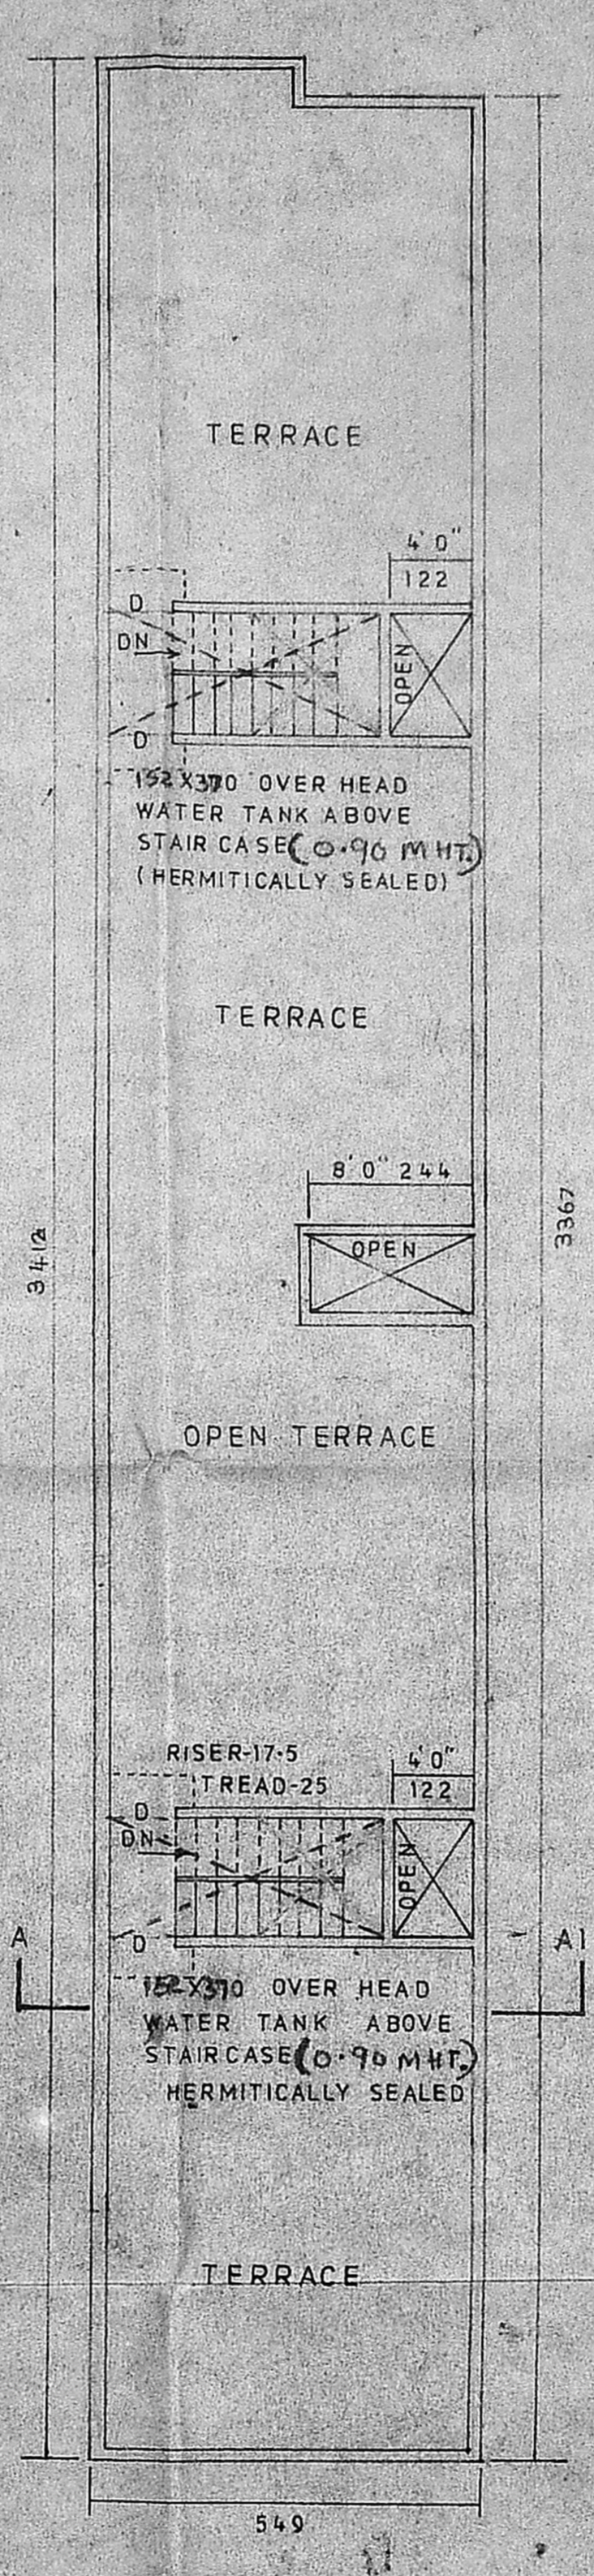 TERRACE
4'0"
122
D
DN
OPEN
D
152X370 OVER HEAD
WATER TANK ABOVE
STAIR CASE (0.90 M HT.)
(HERMITICALLY SEALED)
TERRACE
8'0" 244
OPEN
3412
3367
OPEN TERRACE
RISER-17.5
TREAD-25
4'0"
122
D
DN
OPEN
D
A
A1
152X370 OVER HEAD
WATER TANK ABOVE
STAIRCASE (0.90 M HT.)
HERMITICALLY SEALED
TERRACE
549